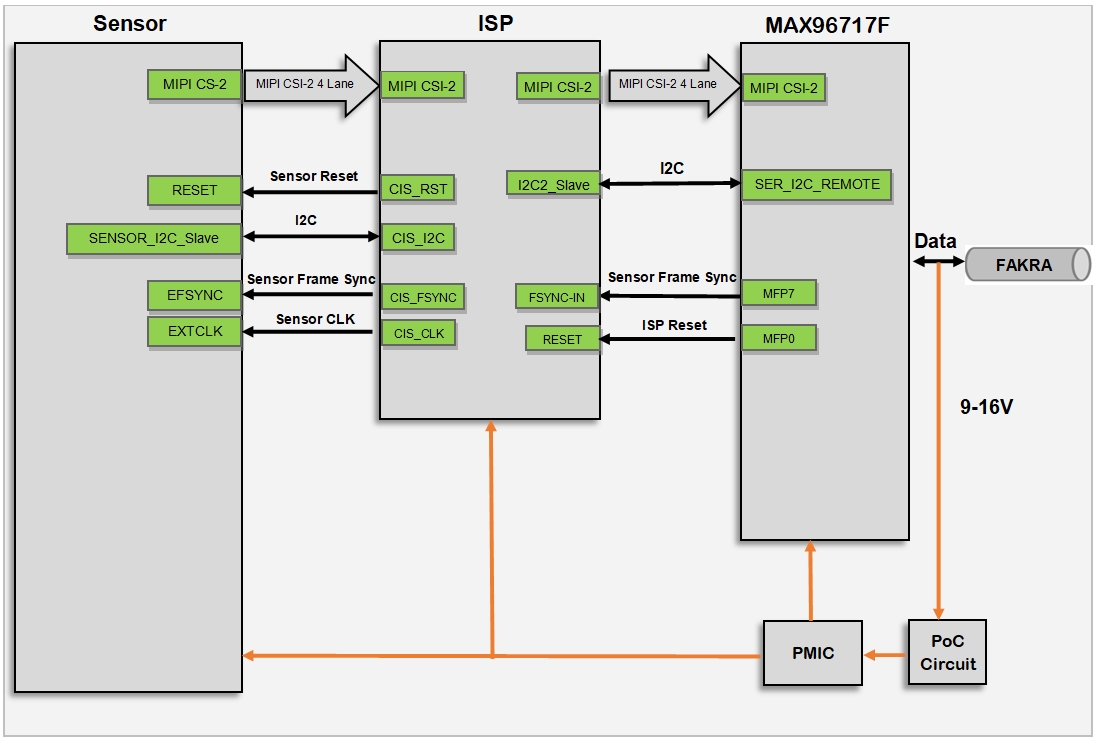 Sensor
ISP
MAX96717F
MIPI CS-2
MIPI CSI-2 4 Lane
MIPI CSI-2
MIPI CSI-2
MIPI CSI-2 4 Lane
MIPI CSI-2
RESET
Sensor Reset
CIS_RST
I2C2_Slave
I2C
SER_I2C_REMOTE
SENSOR_I2C_Slave
I2C
CIS_I2C
Data
FAKRA
EFSYNC
Sensor Frame Sync
CIS_FSYNC
FSYNC-IN
Sensor Frame Sync
MFP7
EXTCLK
Sensor CLK
CIS_CLK
RESET
ISP Reset
MFP0
9-16V
PMIC
PoC
Circuit